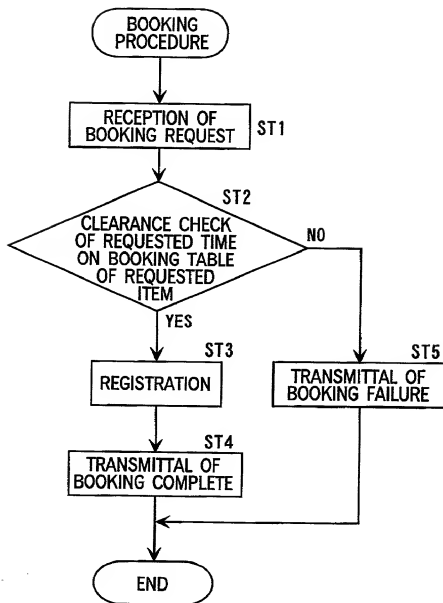 BOOKING
PROCEDURE
RECEPTION OF
BOOKING REQUEST
ST1
ST2
CLEARANCE CHECK
OF REQUESTED TIME
ON BOOKING TABLE
OF REQUESTED
ITEM
NO
YES
ST3
REGISTRATION
ST5
TRANSMITTAL OF
BOOKING FAILURE
ST4
TRANSMITTAL OF
BOOKING COMPLETE
END